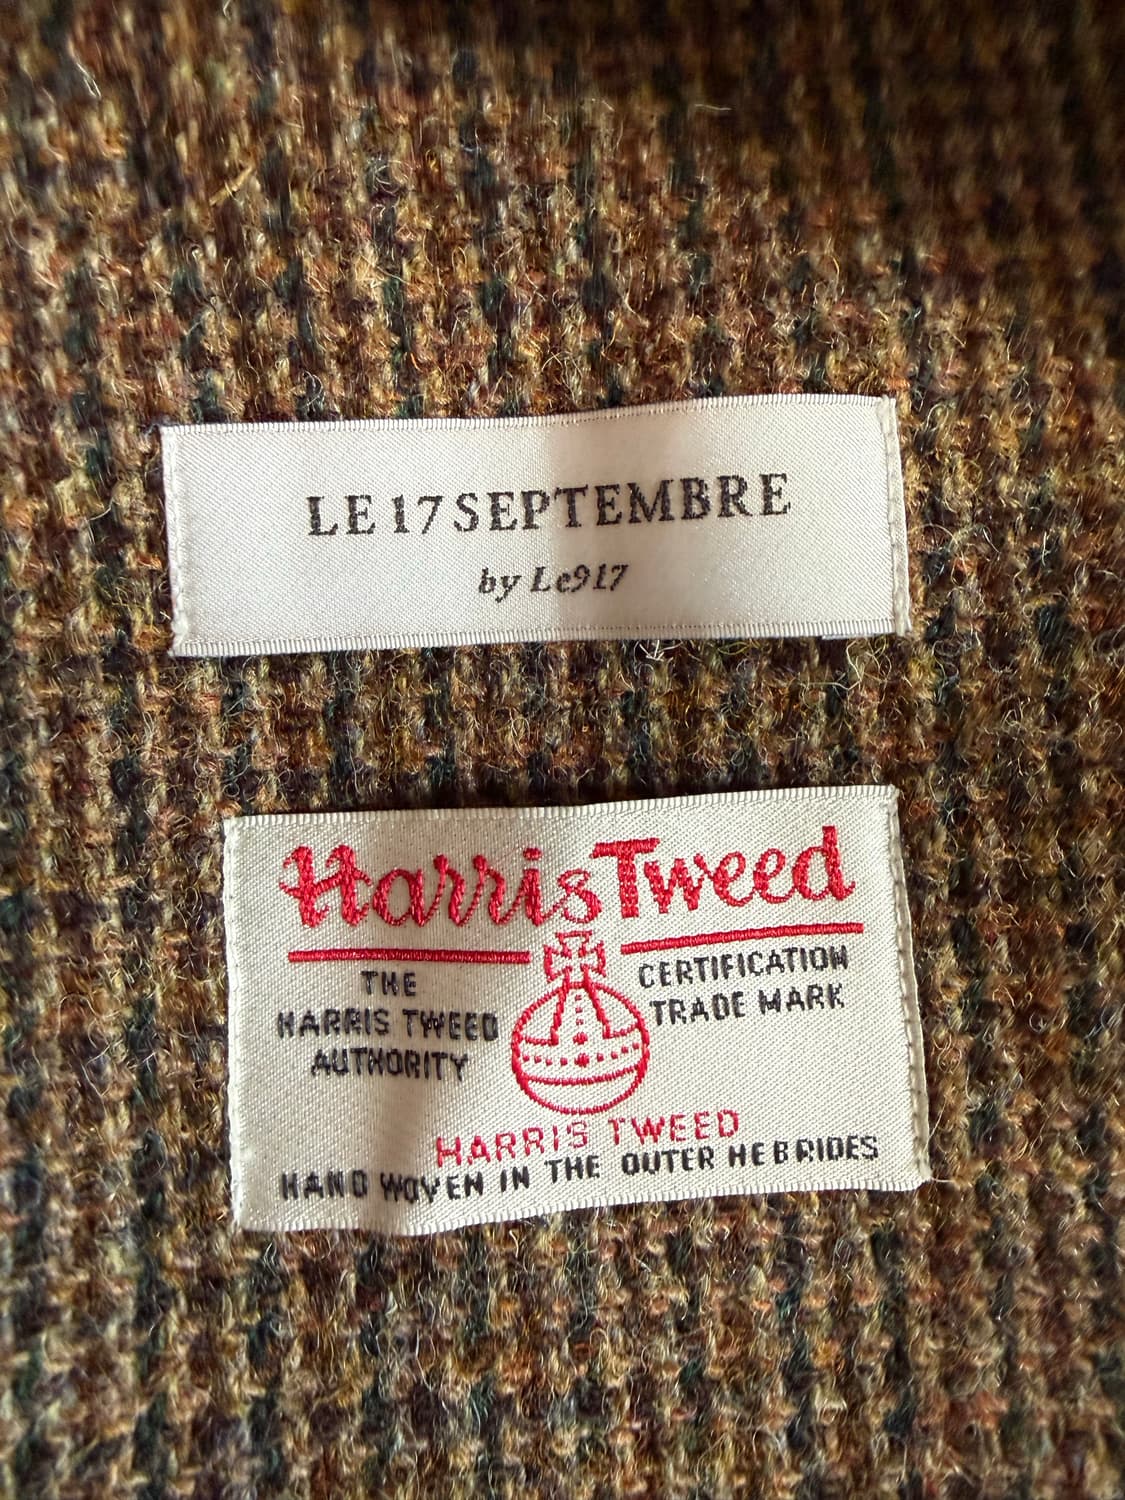 LE 17 SEPTEMBRE
by Le917
Harris Tweed
THE
HARRIS TWEED
AUTHORITY
CERTIFICATION
TRADE MARK
HARRIS TWEED
HAND WOVEN IN THE OUTER HEBRIDES